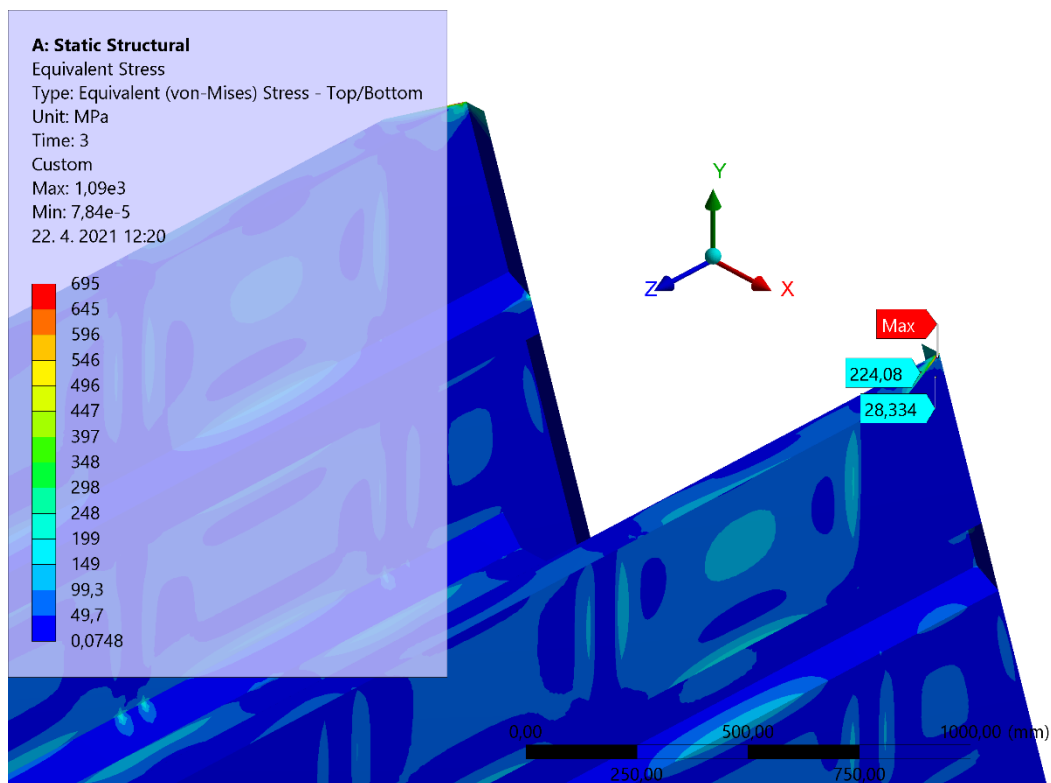 A: Static Structural
Equivalent Stress
Type: Equivalent (von-Mises) Stress - Top/Bottom
Unit: MPa
Time: 3
Custom
Max: 1,09e3
Min: 7,84e-5
22. 4. 2021 12:20
695
645
596
546
496
447
397
348
298
248
199
149
99,3
49,7
0,0748
Y
Z
X
Max
224,08
28,334
0,00
500,00
1000,00 (mm)
250,00
750,00